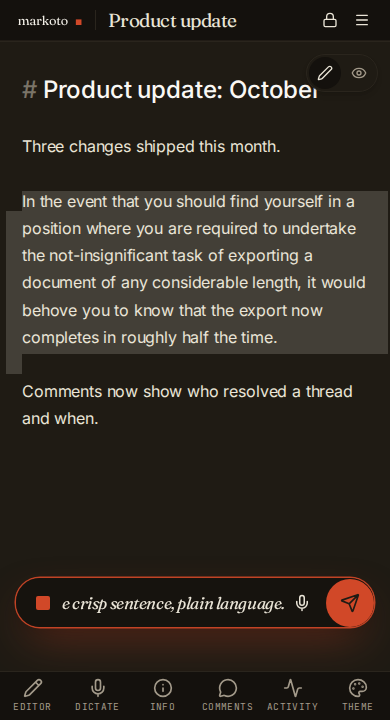 markoto
Product update
# Product update: October
Three changes shipped this month.
In the event that you should find yourself in a
position where you are required to undertake
the not-insignificant task of exporting a
document of any considerable length, it would
behove you to know that the export now
completes in roughly half the time.
Comments now show who resolved a thread
and when.
e crisp sentence, plain language.
EDITOR DICTATE INFO COMMENTS ACTIVITY THEME